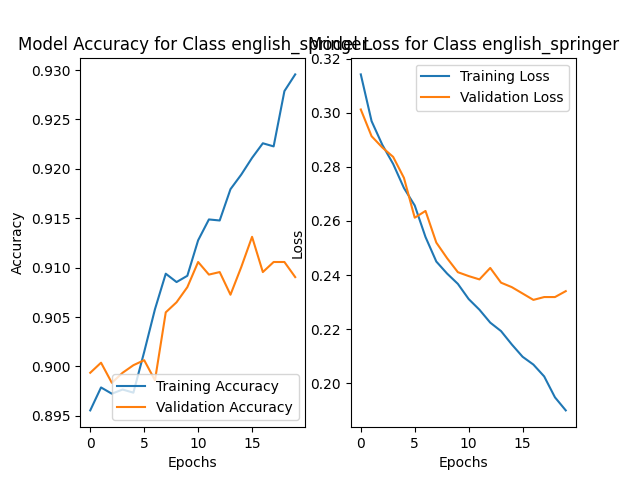 Model Accuracy for Class english_springer
Model Loss for Class english_springer
0.930
0.925
0.920
0.915
0.910
0.905
0.900
0.895
Accuracy
Training Accuracy
Validation Accuracy
0 5 10 15
Epochs
0.32
0.30
0.28
0.26
0.24
0.22
0.20
Loss
Training Loss
Validation Loss
0 5 10 15
Epochs